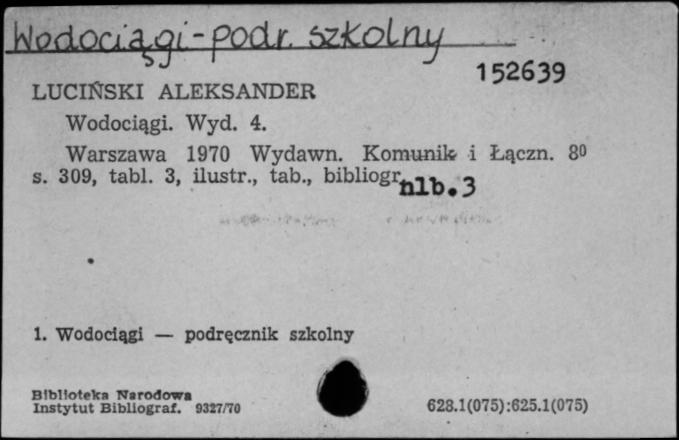 Wodociągi - podr. szkolny
152639
LUCIŃSKI ALEKSANDER
Wodociągi. Wyd. 4.
Warszawa 1970 Wydawn. Komunik i Łączn. 8⁰
s. 309, tabl. 3, ilustr., tab., bibliogr. nlb. 3
1. Wodociągi — podręcznik szkolny
Biblioteka Narodowa
Instytut Bibliograf. 9327/70
628.1(075):625.1(075)